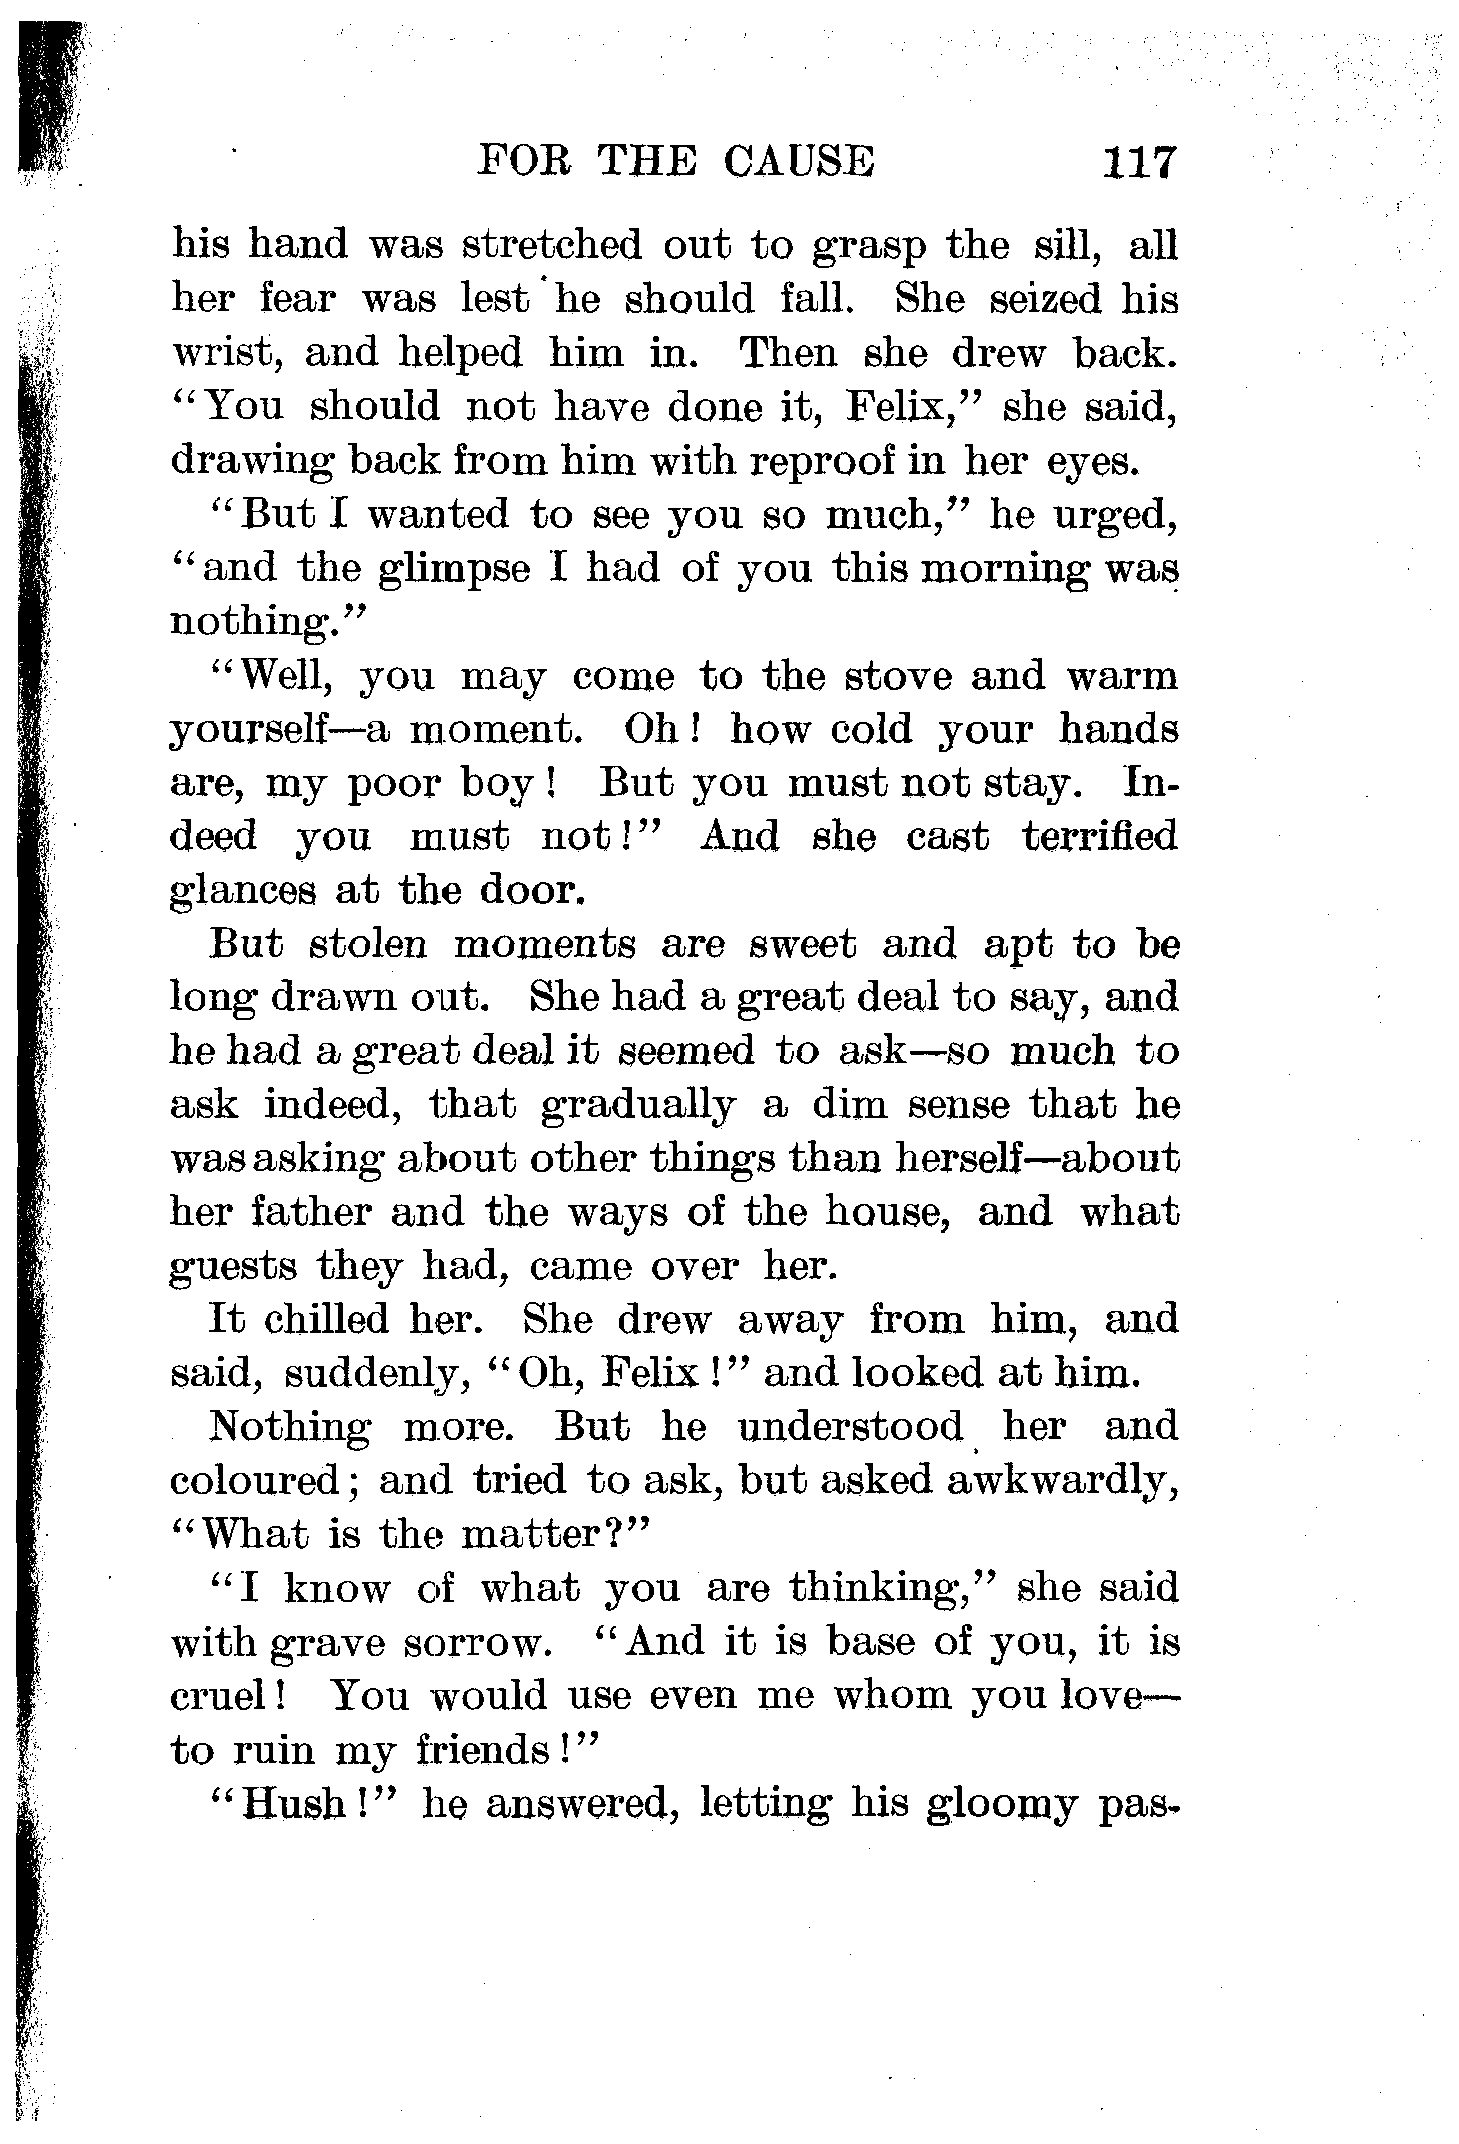 FOR THE CAUSE 117
his hand was stretched out to grasp the sill, all
her fear was lest he should fall. She seized his
wrist, and helped him in. Then she drew back.
"You should not have done it, Felix," she said,
drawing back from him with reproof in her eyes.
"But I wanted to see you so much," he urged,
"and the glimpse I had of you this morning was
nothing."
"Well, you may come to the stove and warm
yourself—a moment. Oh! how cold your hands
are, my poor boy! But you must not stay. In-
deed you must not!" And she cast terrified
glances at the door.
But stolen moments are sweet and apt to be
long drawn out. She had a great deal to say, and
he had a great deal it seemed to ask—so much to
ask indeed, that gradually a dim sense that he
was asking about other things than herself—about
her father and the ways of the house, and what
guests they had, came over her.
It chilled her. She drew away from him, and
said, suddenly, "Oh, Felix!" and looked at him.
Nothing more. But he understood her and
coloured; and tried to ask, but asked awkwardly,
"What is the matter?"
"I know of what you are thinking," she said
with grave sorrow. "And it is base of you, it is
cruel! You would use even me whom you love—
to ruin my friends!"
"Hush!" he answered, letting his gloomy pas-